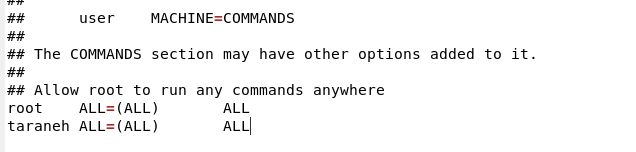 ##
##      user    MACHINE=COMMANDS
##
## The COMMANDS section may have other options added to it.
##
## Allow root to run any commands anywhere
root    ALL=(ALL)       ALL
taraneh ALL=(ALL)       ALL